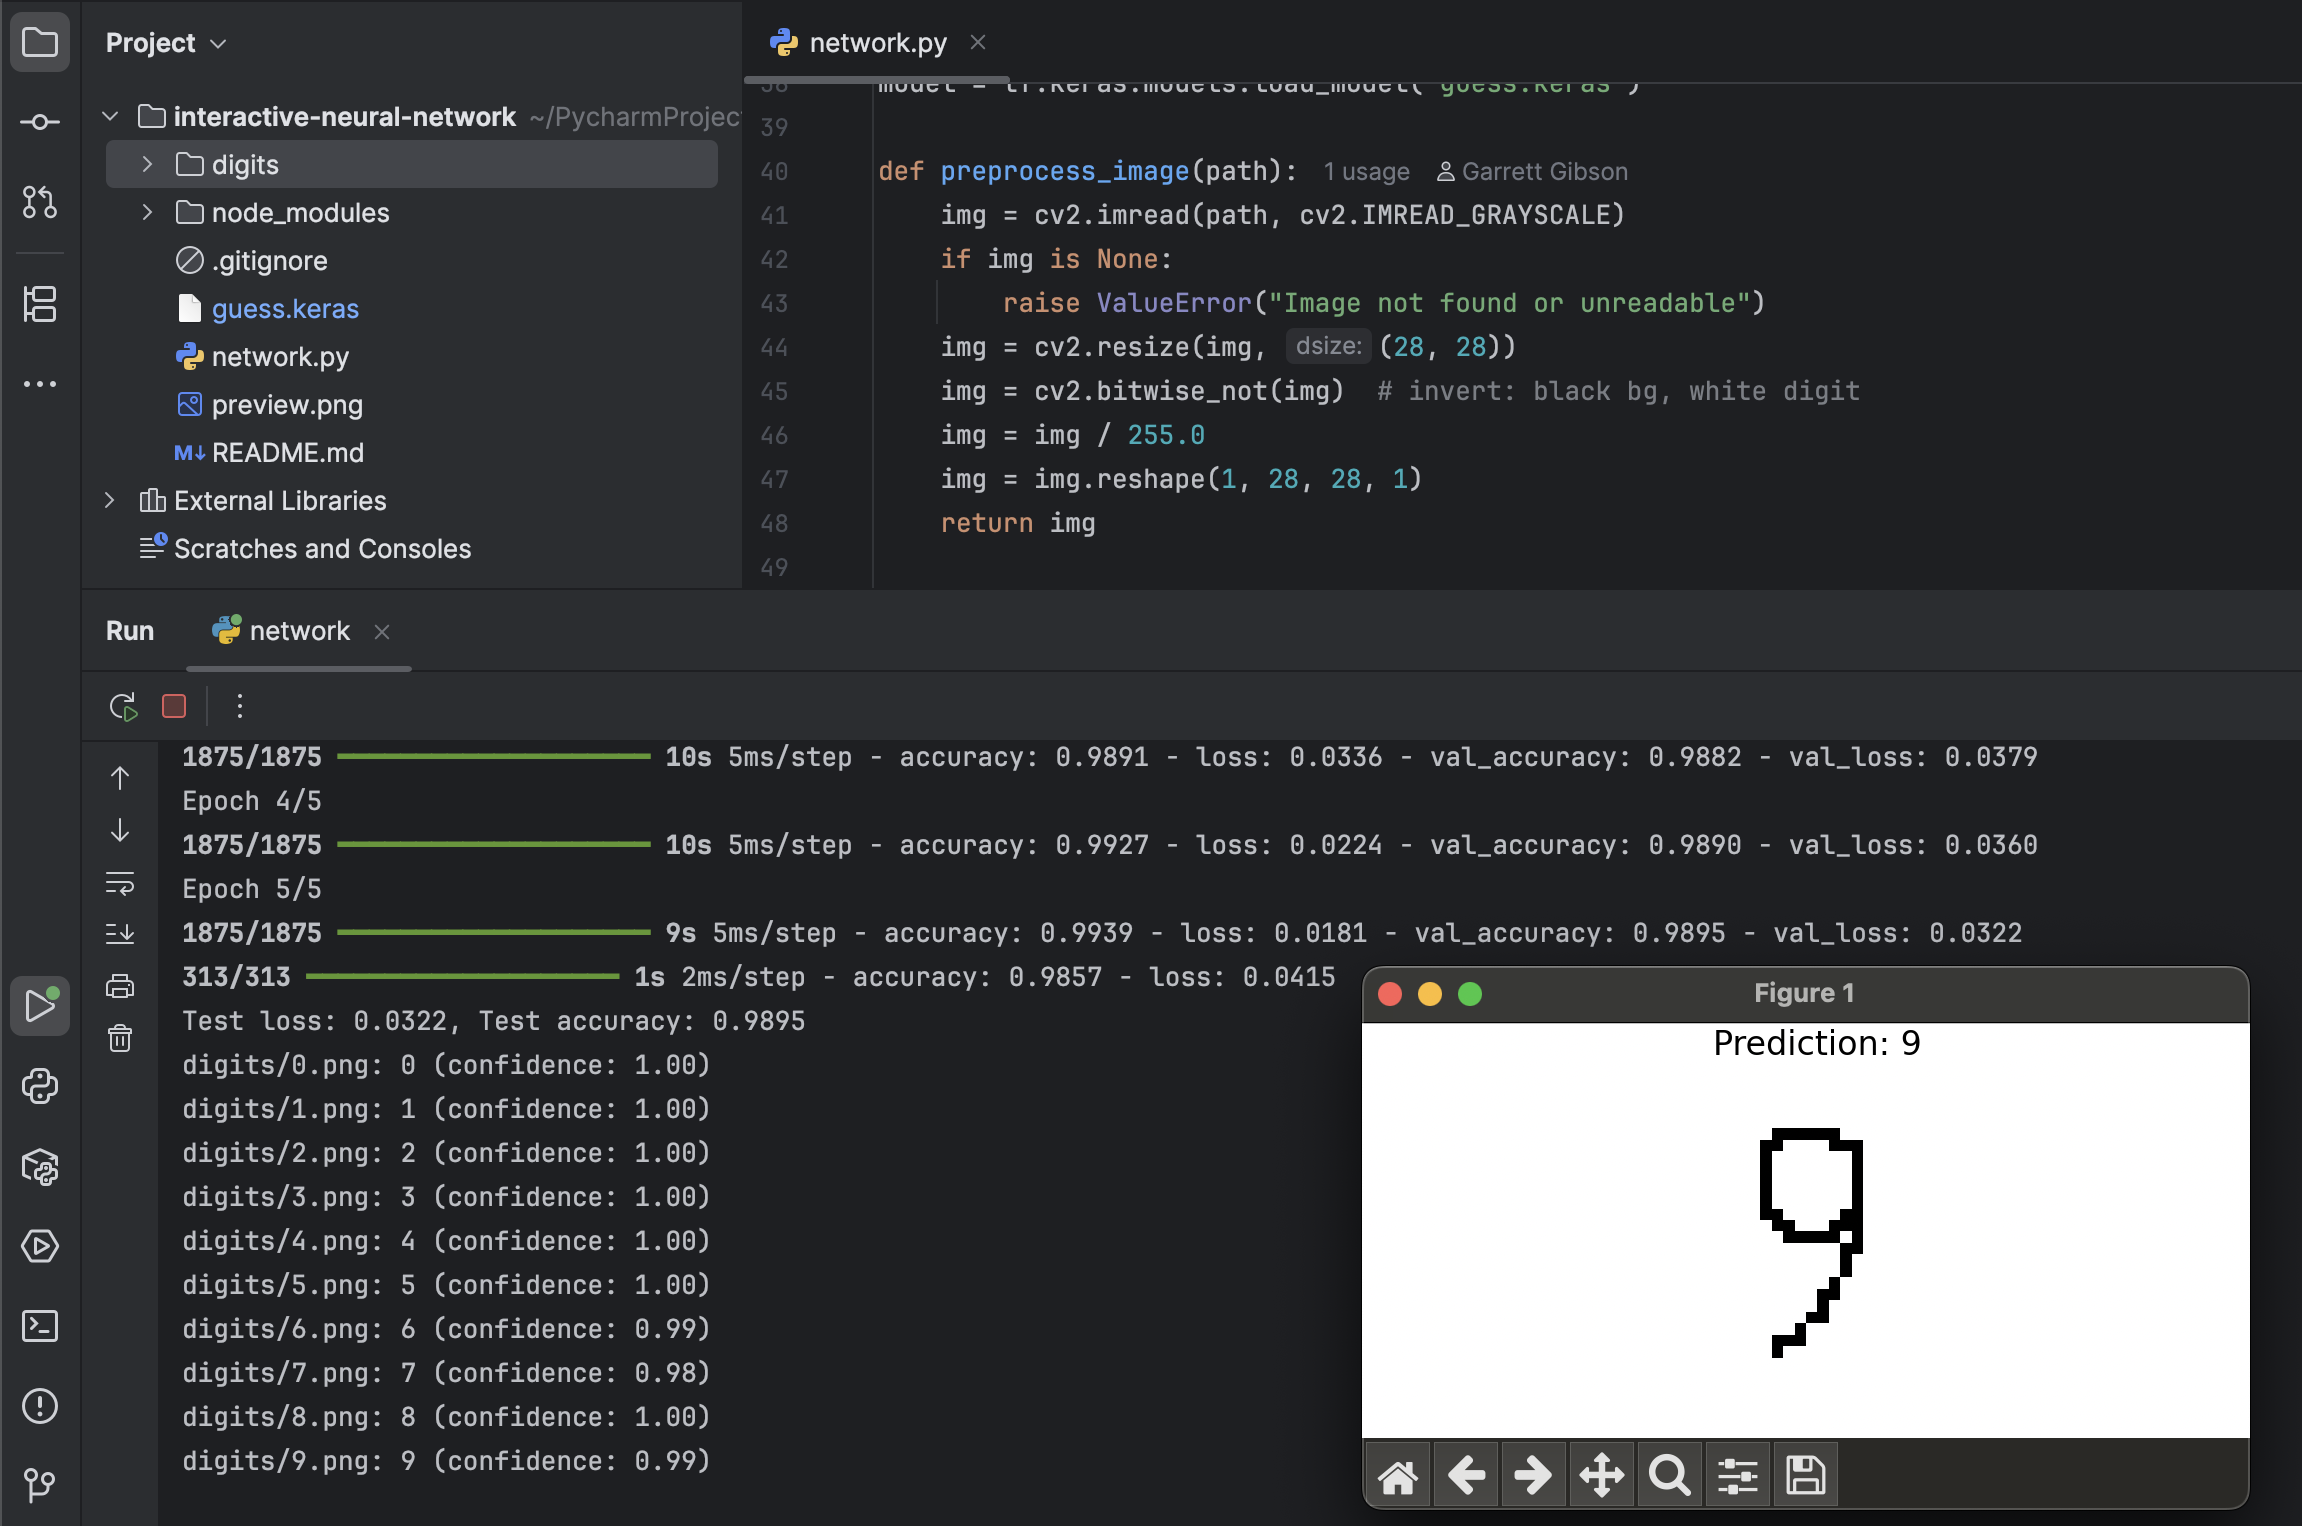 Project
interactive-neural-network ~/PycharmProjec
digits
node_modules
.gitignore
guess.keras
network.py
preview.png
M↓ README.md
External Libraries
Scratches and Consoles
network.py
38 model = tf.keras.models.load_model("guess.keras")
39
40 def preprocess_image(path): 1 usage Garrett Gibson
41 img = cv2.imread(path, cv2.IMREAD_GRAYSCALE)
42 if img is None:
43 raise ValueError("Image not found or unreadable")
44 img = cv2.resize(img, dsize: (28, 28))
45 img = cv2.bitwise_not(img) # invert: black bg, white digit
46 img = img / 255.0
47 img = img.reshape(1, 28, 28, 1)
48 return img
49
Run network
1875/1875 10s 5ms/step - accuracy: 0.9891 - loss: 0.0336 - val_accuracy: 0.9882 - val_loss: 0.0379
Epoch 4/5
1875/1875 10s 5ms/step - accuracy: 0.9927 - loss: 0.0224 - val_accuracy: 0.9890 - val_loss: 0.0360
Epoch 5/5
1875/1875 9s 5ms/step - accuracy: 0.9939 - loss: 0.0181 - val_accuracy: 0.9895 - val_loss: 0.0322
313/313 1s 2ms/step - accuracy: 0.9857 - loss: 0.0415
Test loss: 0.0322, Test accuracy: 0.9895
digits/0.png: 0 (confidence: 1.00)
digits/1.png: 1 (confidence: 1.00)
digits/2.png: 2 (confidence: 1.00)
digits/3.png: 3 (confidence: 1.00)
digits/4.png: 4 (confidence: 1.00)
digits/5.png: 5 (confidence: 1.00)
digits/6.png: 6 (confidence: 0.99)
digits/7.png: 7 (confidence: 0.98)
digits/8.png: 8 (confidence: 1.00)
digits/9.png: 9 (confidence: 0.99)
Figure 1
Prediction: 9
9